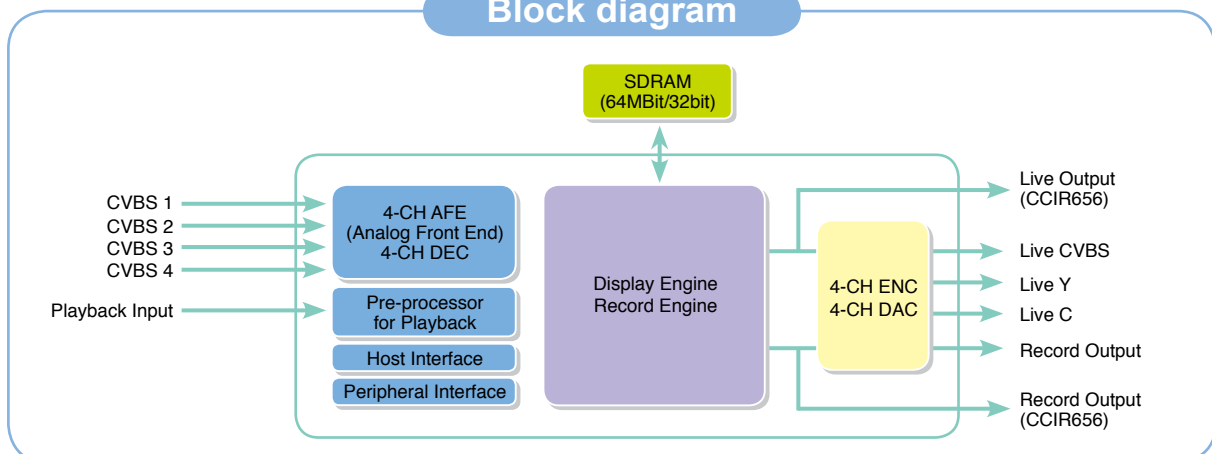 Block diagram
SDRAM
(64MBit/32bit)
CVBS 1
CVBS 2
CVBS 3
CVBS 4
Playback Input
4-CH AFE
(Analog Front End)
4-CH DEC
Pre-processor
for Playback
Host Interface
Peripheral Interface
Display Engine
Record Engine
4-CH ENC
4-CH DAC
Live Output
(CCIR656)
Live CVBS
Live Y
Live C
Record Output
Record Output
(CCIR656)